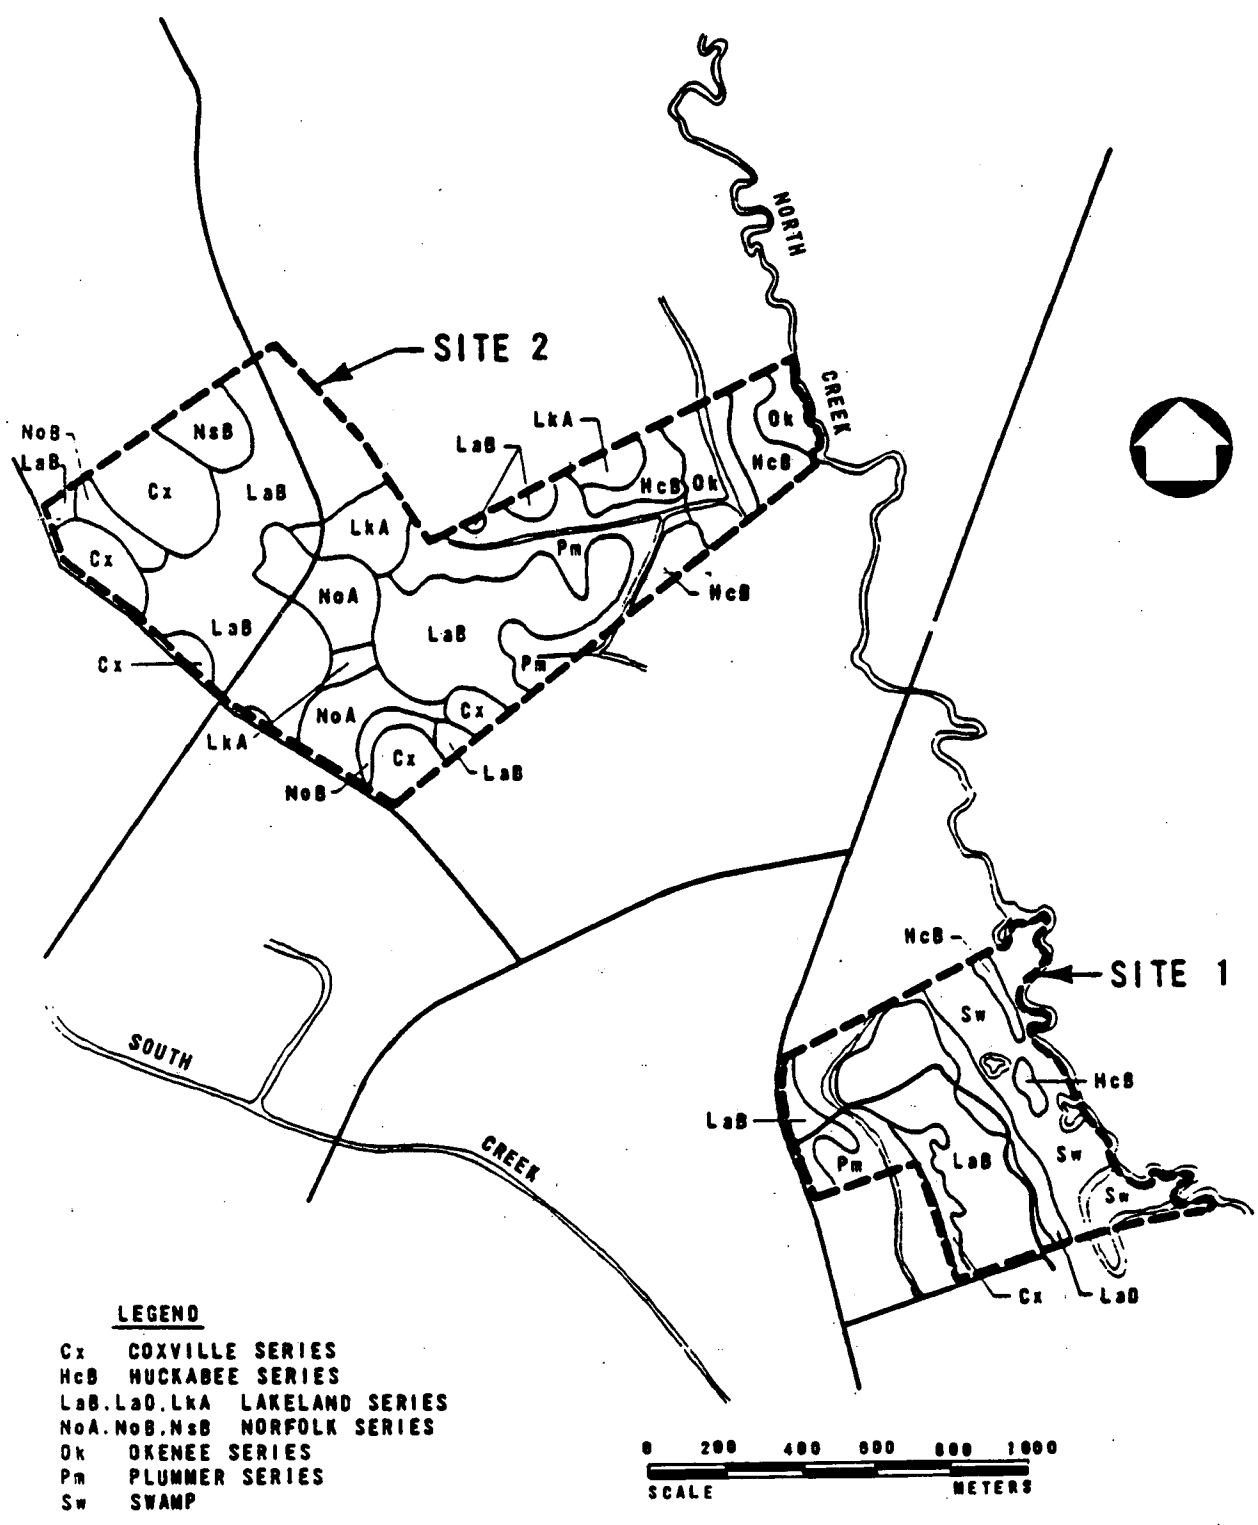 NORTH
SITE 2
CREEK
LkA
Ok
NoB
NsB
LaB
LaB
HcB
Cx
LaB
HcB
Ok
LkA
Pm
Cx
NoA
HcB
LaB
LaB
Cx
Pm
NoA
Cx
LkA
Cx
LaB
NoB
HcB
SITE 1
Sw
SOUTH
HcB
LaB
CREEK
Pm
LaB
Sw
Sw
Cx
LaD
LEGEND
Cx COXVILLE SERIES
HcB HUCKABEE SERIES
LaB.LaD.LkA LAKELAND SERIES
NoA.NoB.NsB NORFOLK SERIES
Ok OKENEE SERIES
Pm PLUMMER SERIES
Sw SWAMP
0 200 400 600 800 1000
SCALE METERS